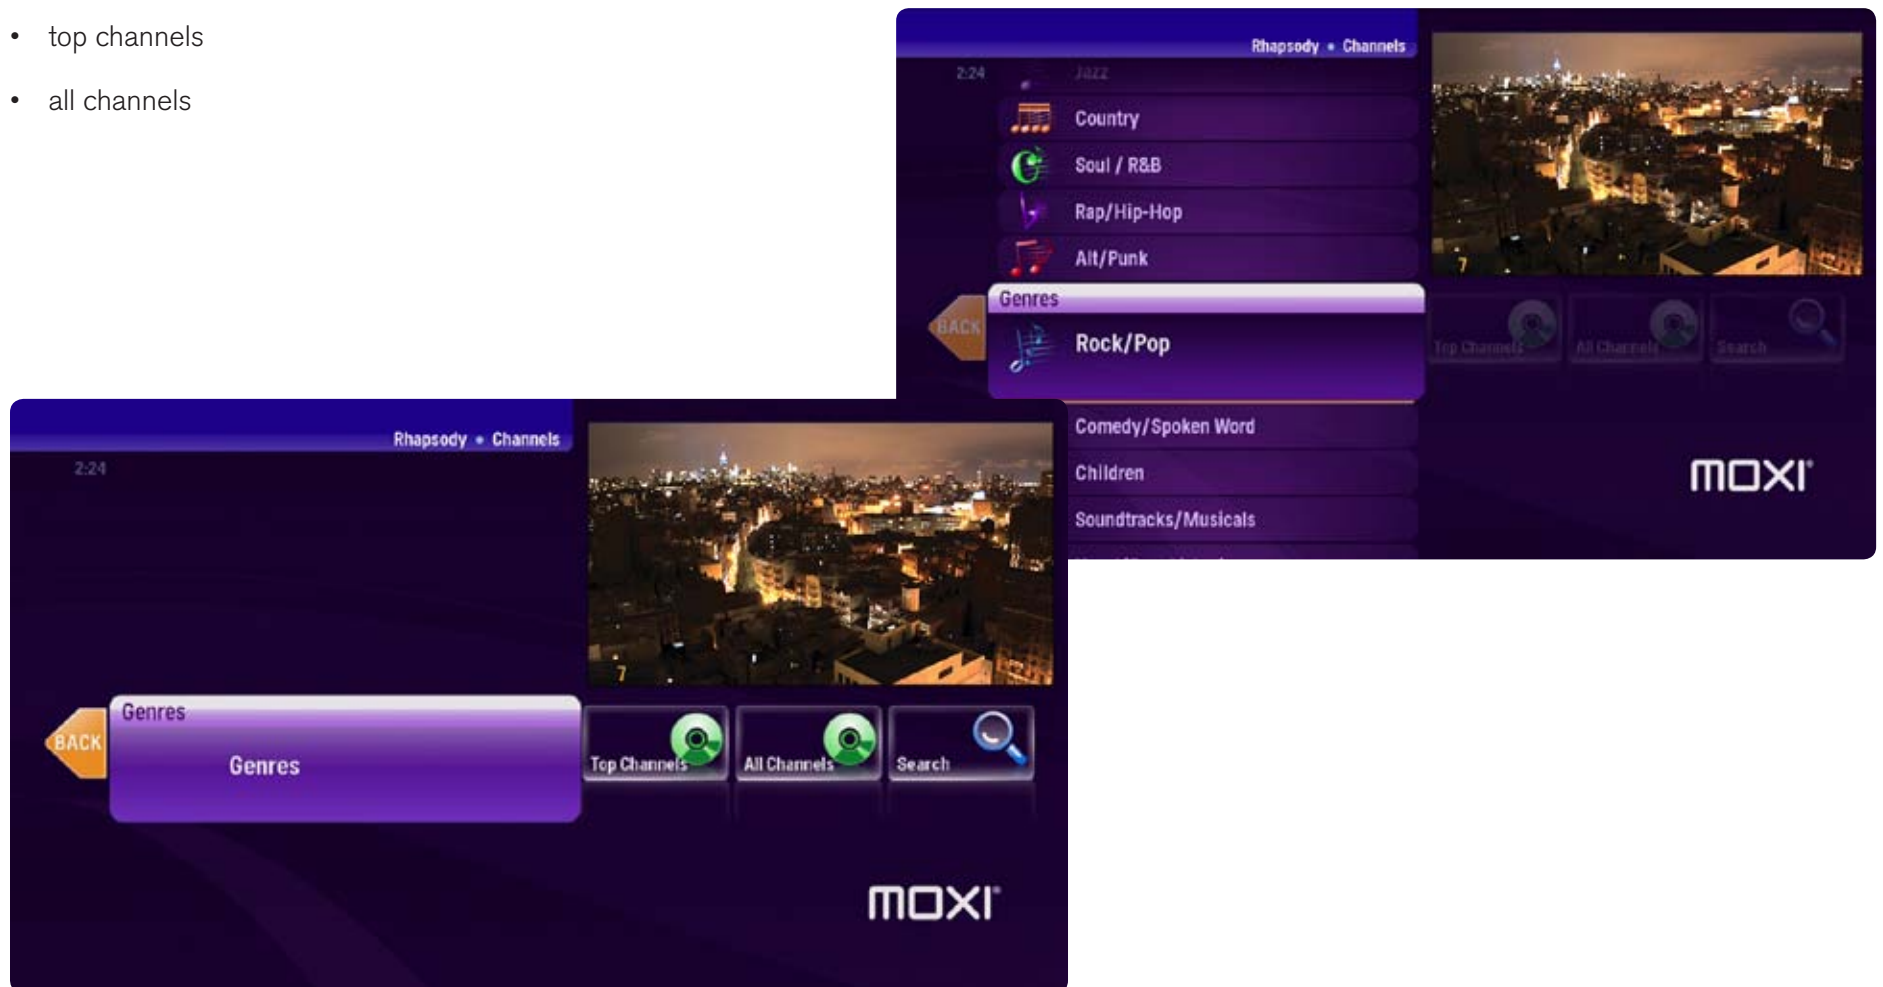 • top channels
• all channels
Rhapsody • Channels
2:24
Jazz
Country
Soul / R&B
Rap/Hip-Hop
Alt/Punk
Genres
BACK
Rock/Pop
Top Channels
All Channels
Search
Comedy/Spoken Word
Children
Soundtracks/Musicals
moxi®
7
Rhapsody • Channels
2:24
7
Genres
BACK
Genres
Top Channels
All Channels
Search
moxi®